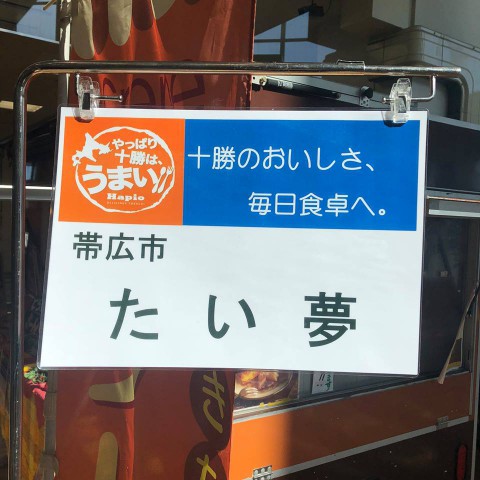 やっぱり
十勝は、
うまい!!
Hapio
十勝のおいしさ、
毎日食卓へ。
帯広市
たい夢